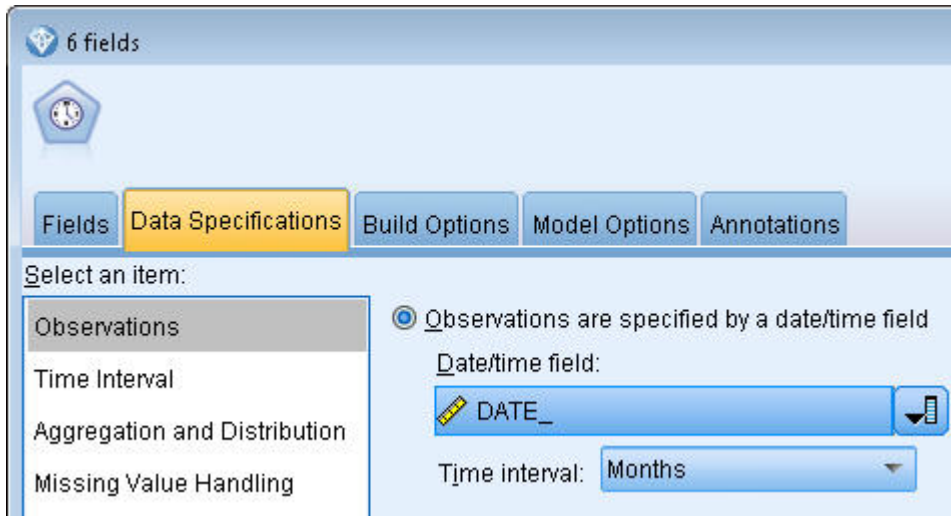 6 fields
Fields Data Specifications Build Options Model Options Annotations
Select an item:
Observations
Time Interval
Aggregation and Distribution
Missing Value Handling
Observations are specified by a date/time field
Date/time field:
DATE_
Time interval: Months